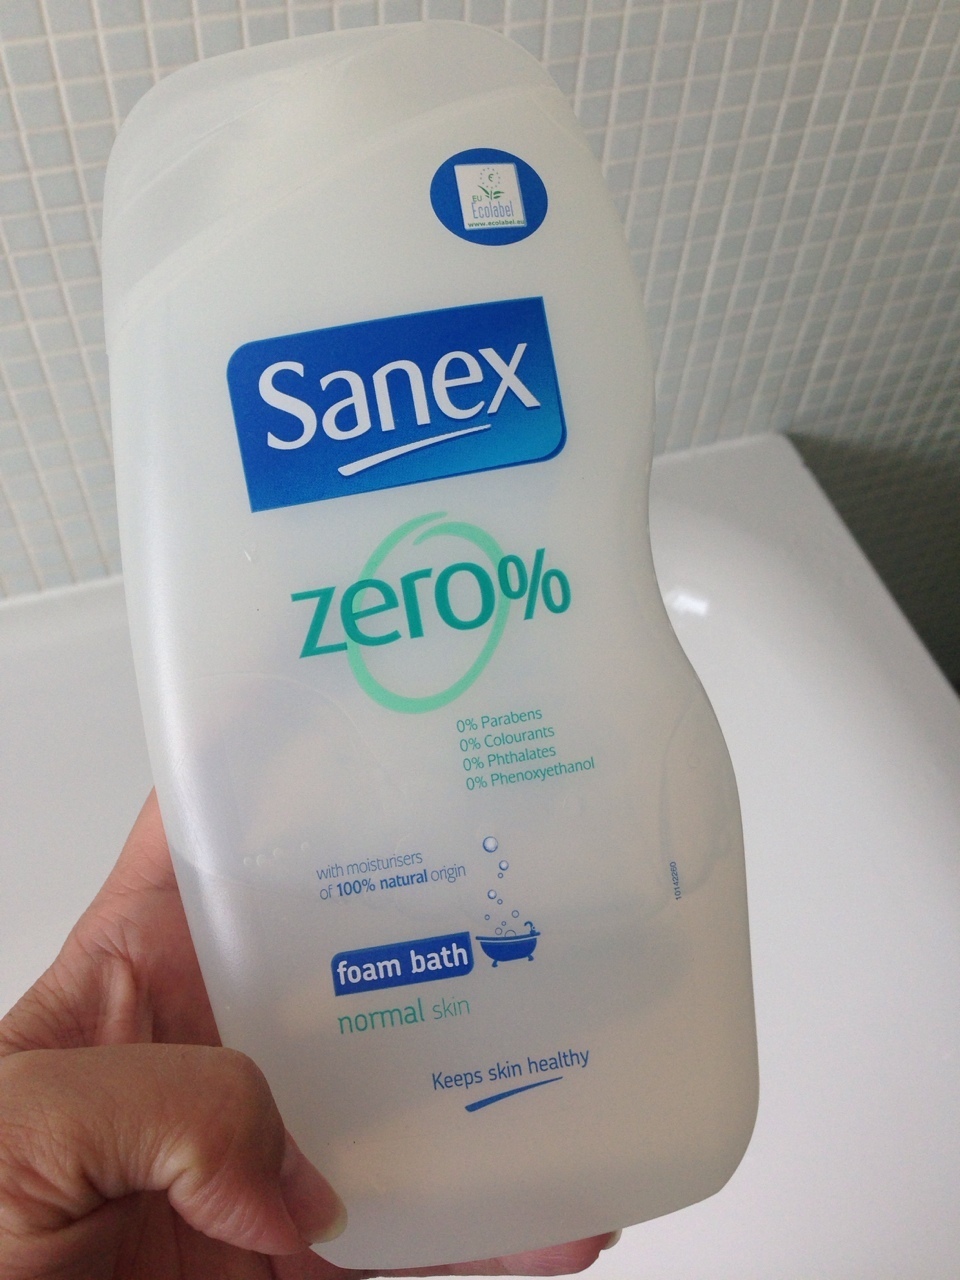 EU
Ecolabel
www.ecolabel.eu
Sanex
zero%
0% Parabens
0% Colourants
0% Phthalates
0% Phenoxyethanol
with moisturisers
of 100% natural origin
10142260
foam bath
normal skin
Keeps skin healthy